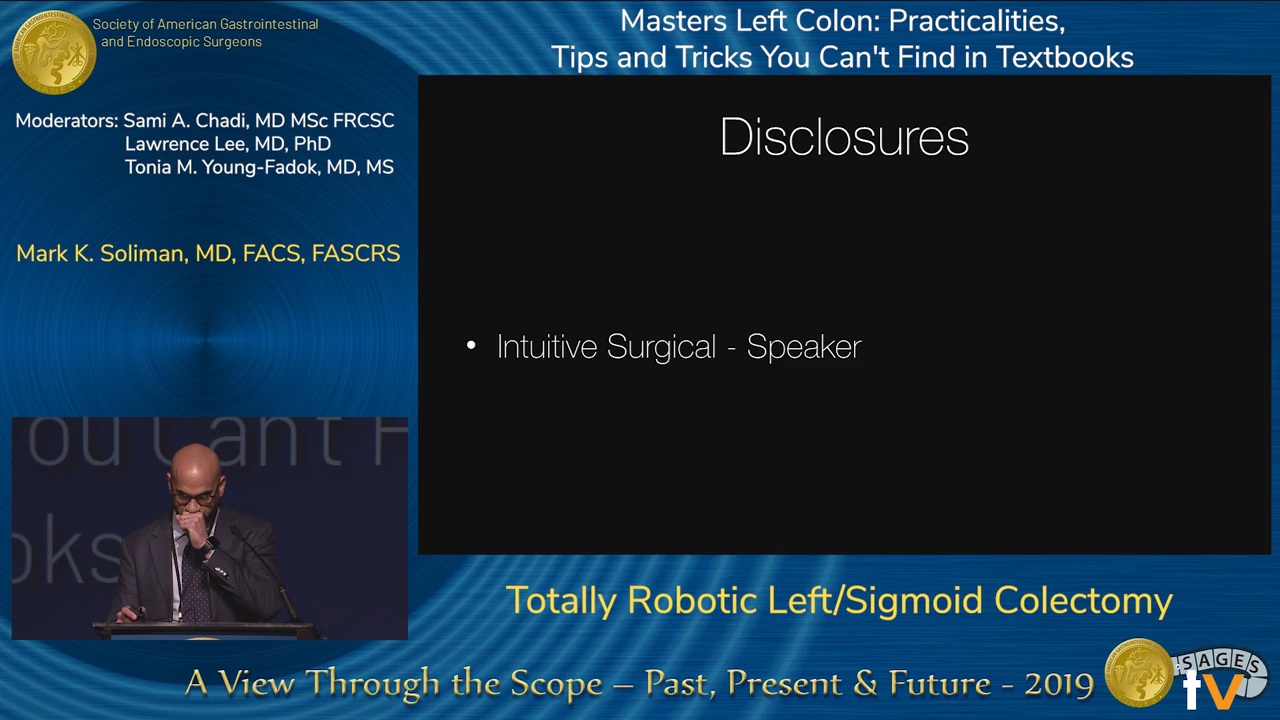 Society of American Gastrointestinal
and Endoscopic Surgeons
Masters Left Colon: Practicalities,
Tips and Tricks You Can't Find in Textbooks
Moderators: Sami A. Chadi, MD MSc FRCSC
Lawrence Lee, MD, PhD
Tonia M. Young-Fadok, MD, MS
Mark K. Soliman, MD, FACS, FASCRS
Disclosures
• Intuitive Surgical - Speaker
ou Can't F
oks
Totally Robotic Left/Sigmoid Colectomy
A View Through the Scope – Past, Present & Future - 2019
SAGES
tv